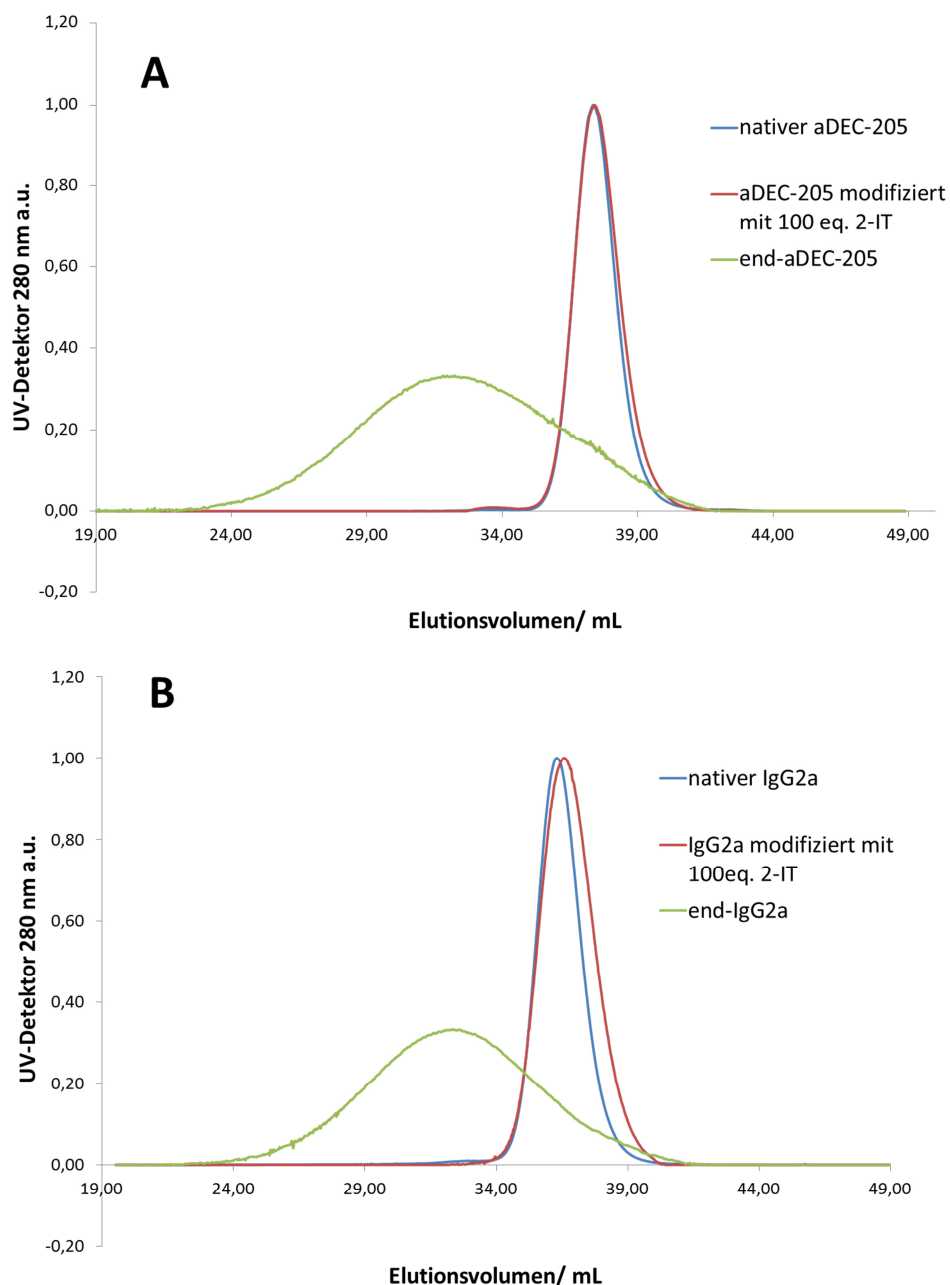 1,20
A
1,00
nativer aDEC-205
0,80
aDEC-205 modifiziert
mit 100 eq. 2-IT
0,60
end-aDEC-205
0,40
0,20
0,00
19,00 24,00 29,00 34,00 39,00 44,00 49,00
-0,20
UV-Detektor 280 nm a.u.
Elutionsvolumen/ mL
1,20
B
1,00
nativer IgG2a
0,80
IgG2a modifiziert mit
100eq. 2-IT
0,60
end-IgG2a
0,40
0,20
0,00
19,00 24,00 29,00 34,00 39,00 44,00 49,00
-0,20
UV-Detektor 280 nm a.u.
Elutionsvolumen/ mL